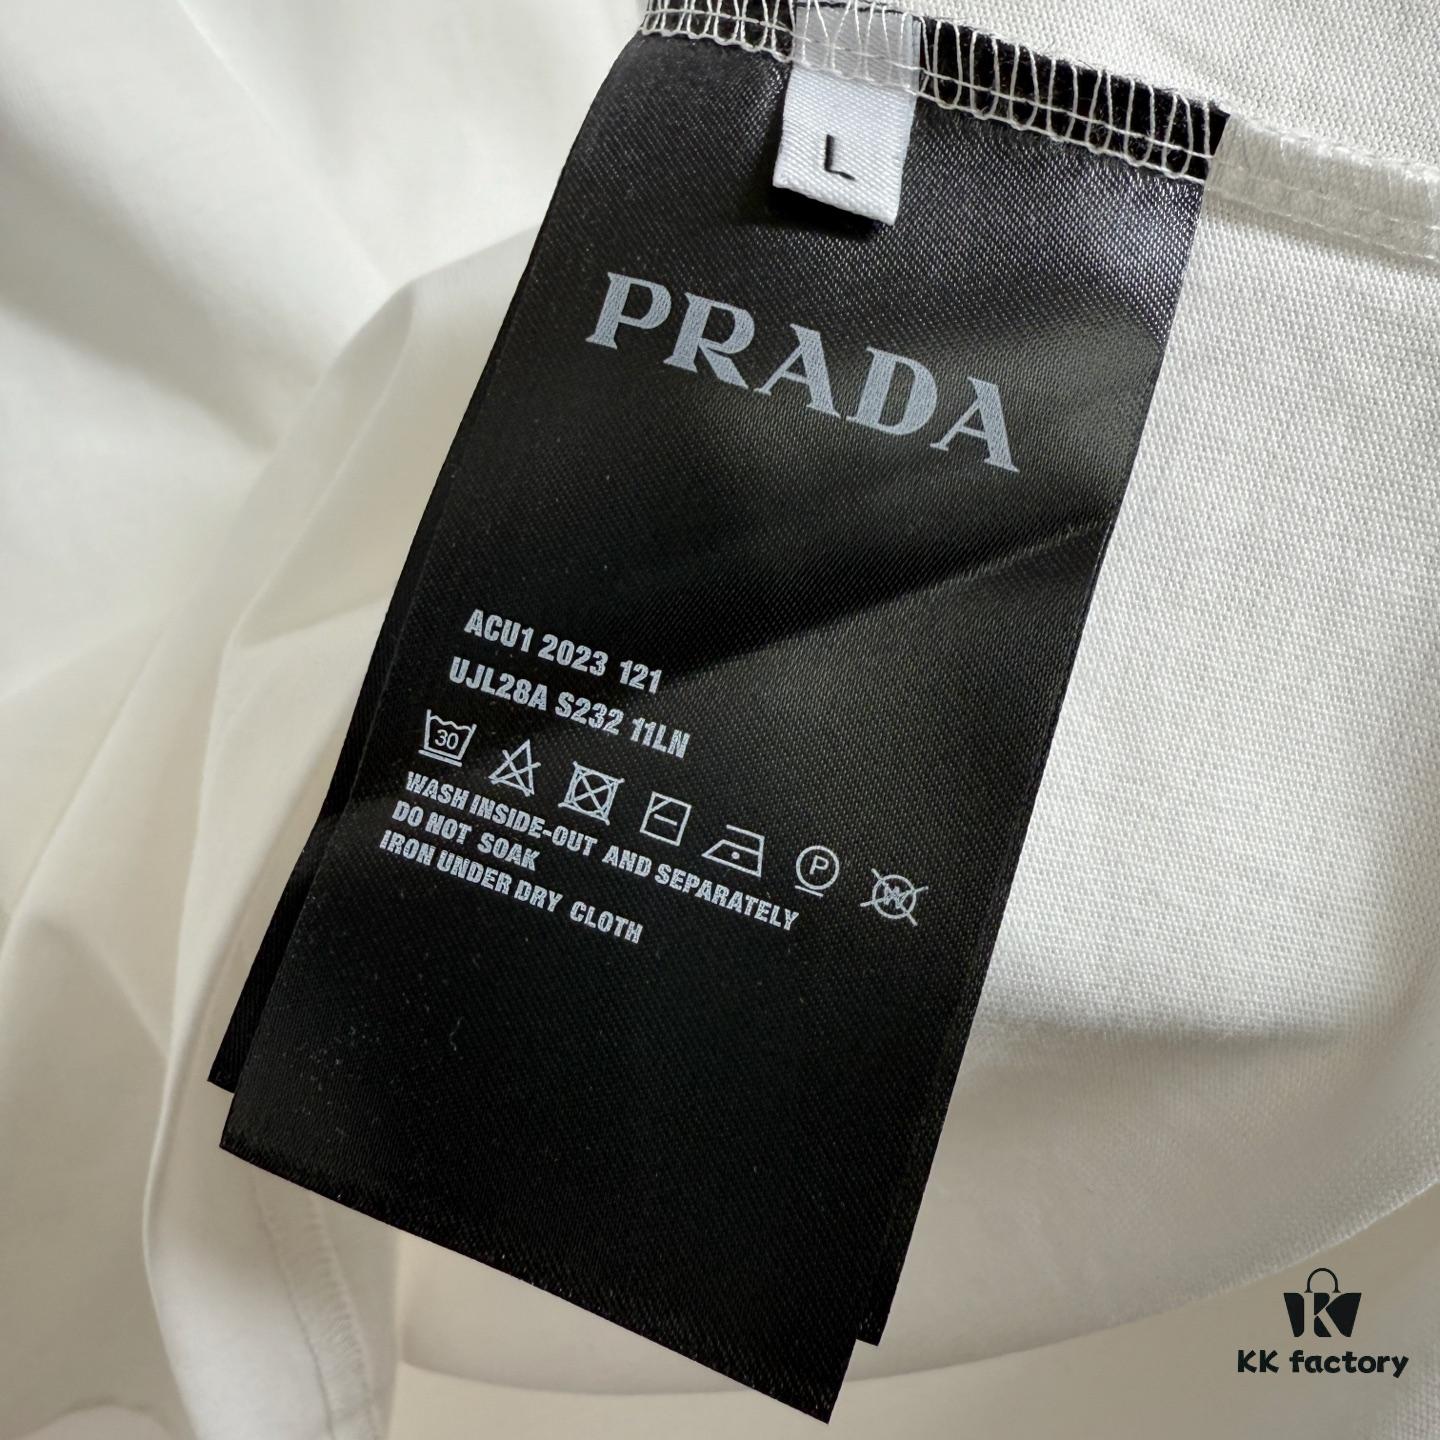 L
PRADA
ACU1 2023 121
UJL28A S232 11LN
30
P
W
WASH INSIDE-OUT AND SEPARATELY
DO NOT SOAK
IRON UNDER DRY CLOTH
KK factory